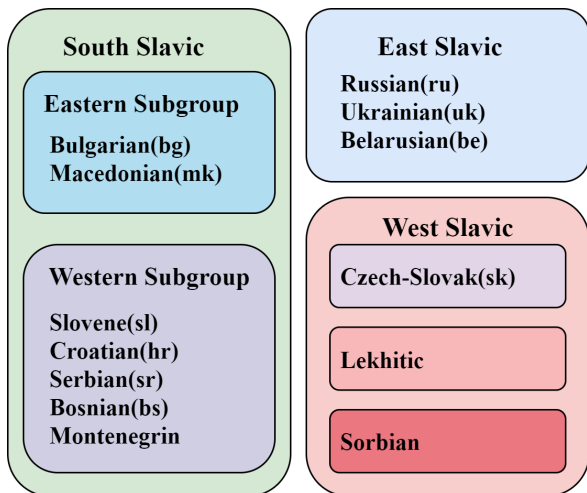 South Slavic
Eastern Subgroup
Bulgarian(bg)
Macedonian(mk)
Western Subgroup
Slovene(sl)
Croatian(hr)
Serbian(sr)
Bosnian(bs)
Montenegrin
East Slavic
Russian(ru)
Ukrainian(uk)
Belarusian(be)
West Slavic
Czech-Slovak(sk)
Lekhitic
Sorbian